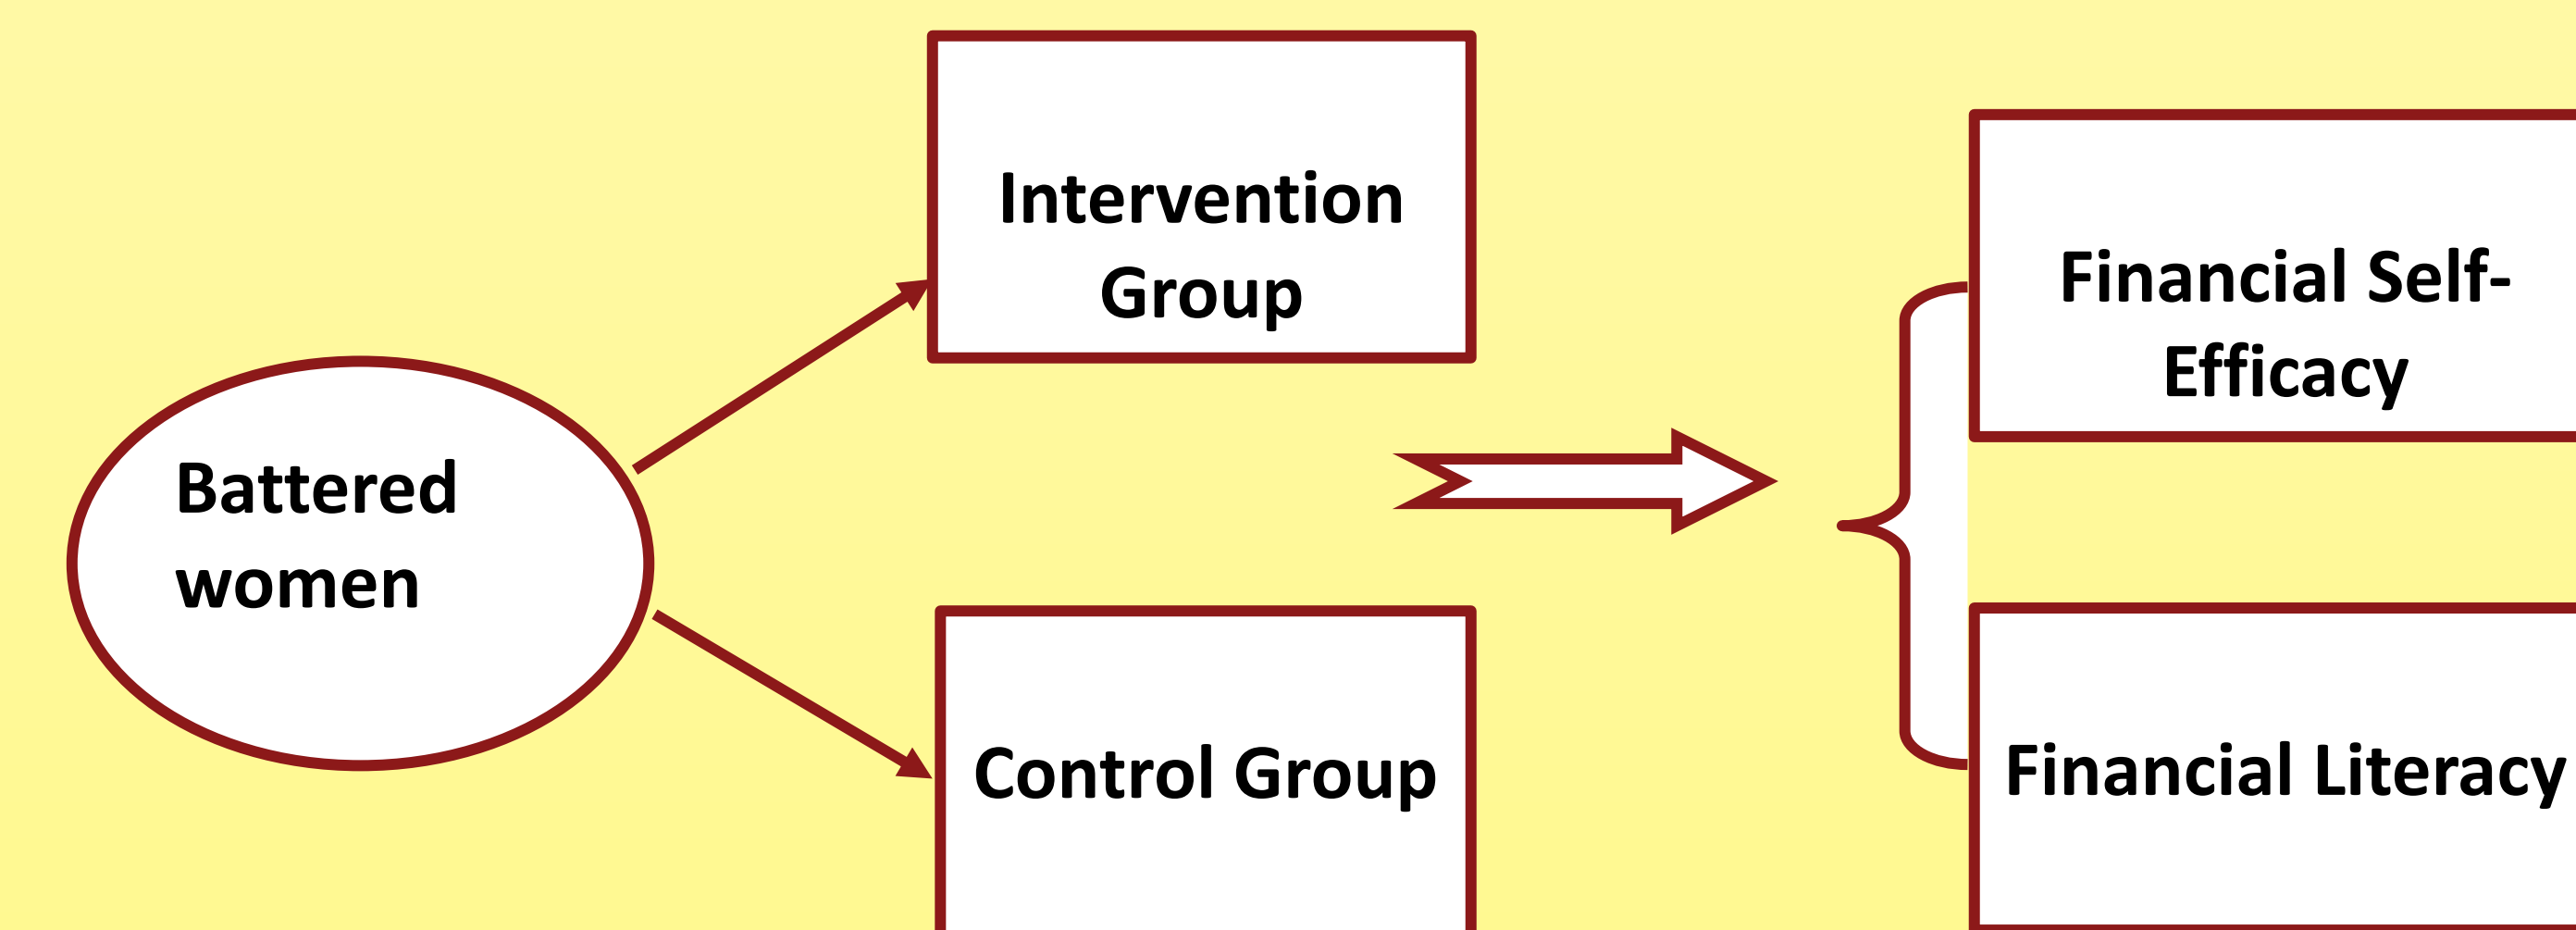 Battered
women
Intervention
Group
Control Group
Financial Self-
Efficacy
Financial Literacy